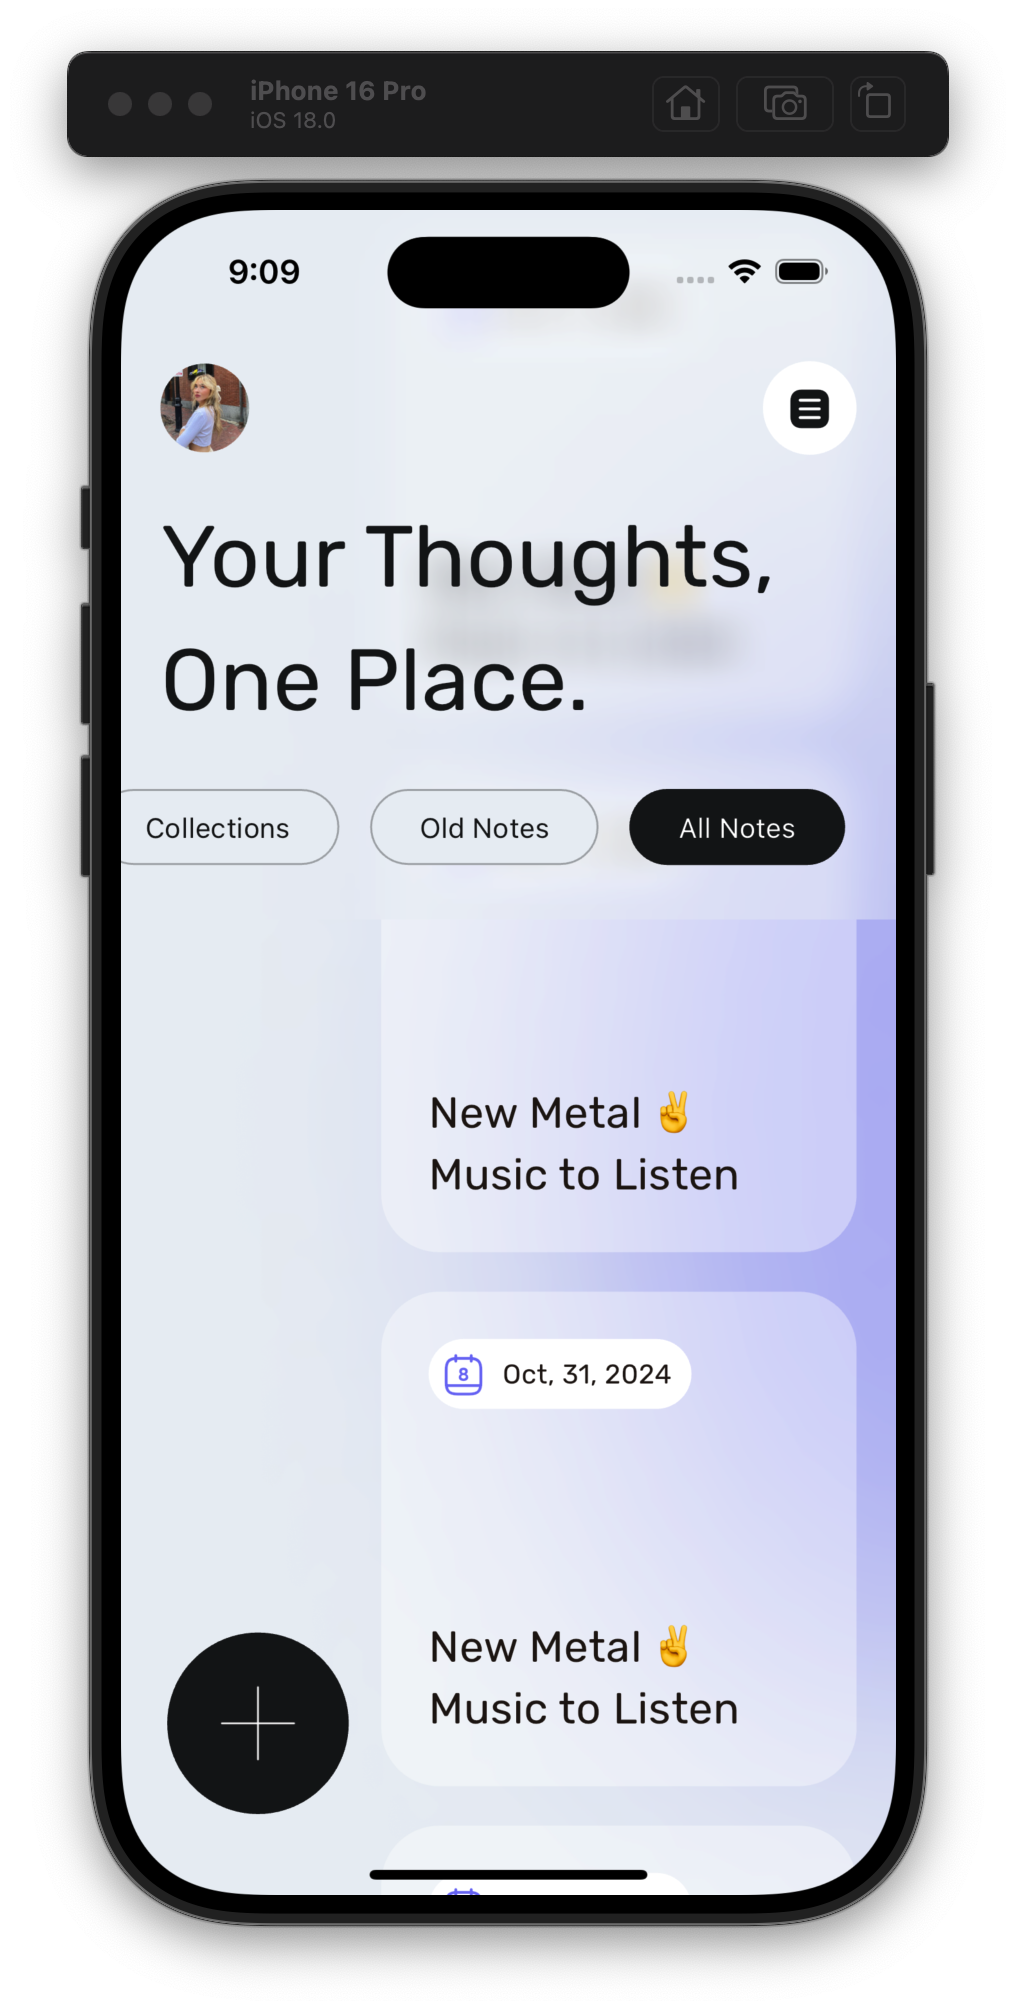 iPhone 16 Pro
iOS 18.0
9:09
Your Thoughts,
One Place.
Collections
Old Notes
All Notes
New Metal ✌️
Music to Listen
8
Oct, 31, 2024
New Metal ✌️
Music to Listen